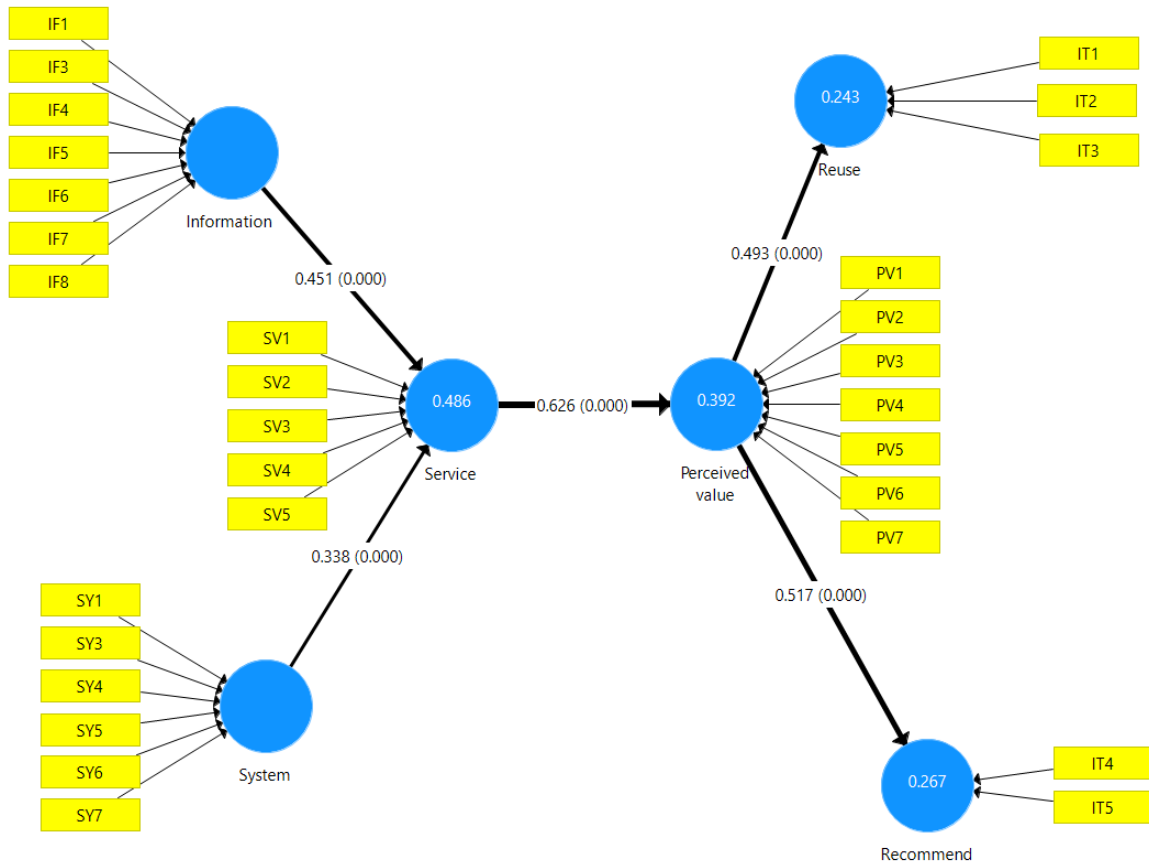 IF1
IF3
IF4
IF5
IF6
IF7
IF8
Information
0.451 (0.000)
SV1
SV2
SV3
SV4
SV5
0.486
Service
0.338 (0.000)
SY1
SY3
SY4
SY5
SY6
SY7
System
0.626 (0.000)
0.392
Perceived
value
PV1
PV2
PV3
PV4
PV5
PV6
PV7
0.493 (0.000)
0.243
Reuse
IT1
IT2
IT3
0.517 (0.000)
0.267
Recommend
IT4
IT5